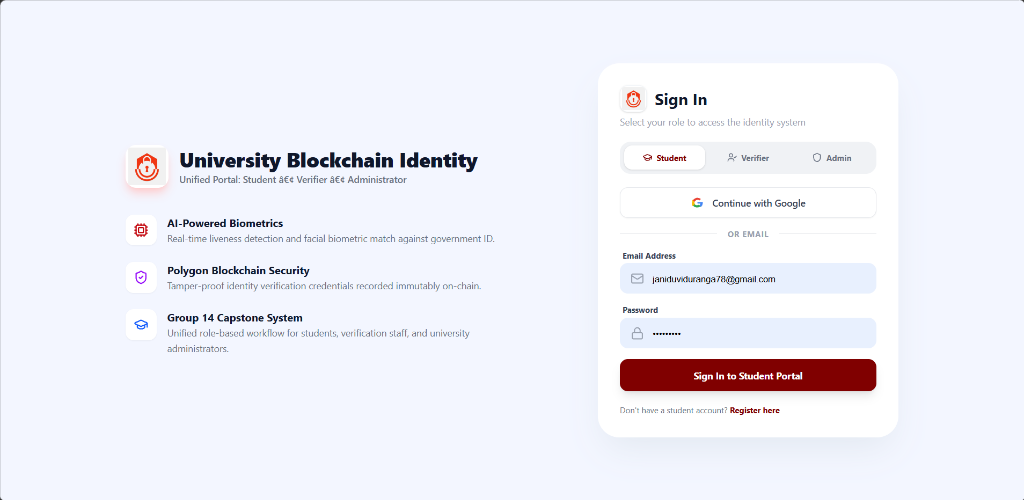 University Blockchain Identity
Unified Portal: Student • Verifier • Administrator
AI-Powered Biometrics
Real-time liveness detection and facial biometric match against government ID.
Polygon Blockchain Security
Tamper-proof identity verification credentials recorded immutably on-chain.
Group 14 Capstone System
Unified role-based workflow for students, verification staff, and university
administrators.
Sign In
Select your role to access the identity system
Student Verifier Admin
Continue with Google
OR EMAIL
Email Address
janiduviduranga78@gmail.com
Password
•••••••••
Sign In to Student Portal
Don't have a student account? Register here